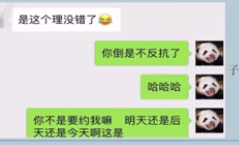 是这个理没错了😂
你倒是不反抗了
哈哈哈
子
你不是要约我嘛 明天还是后
天还是今天啊这是